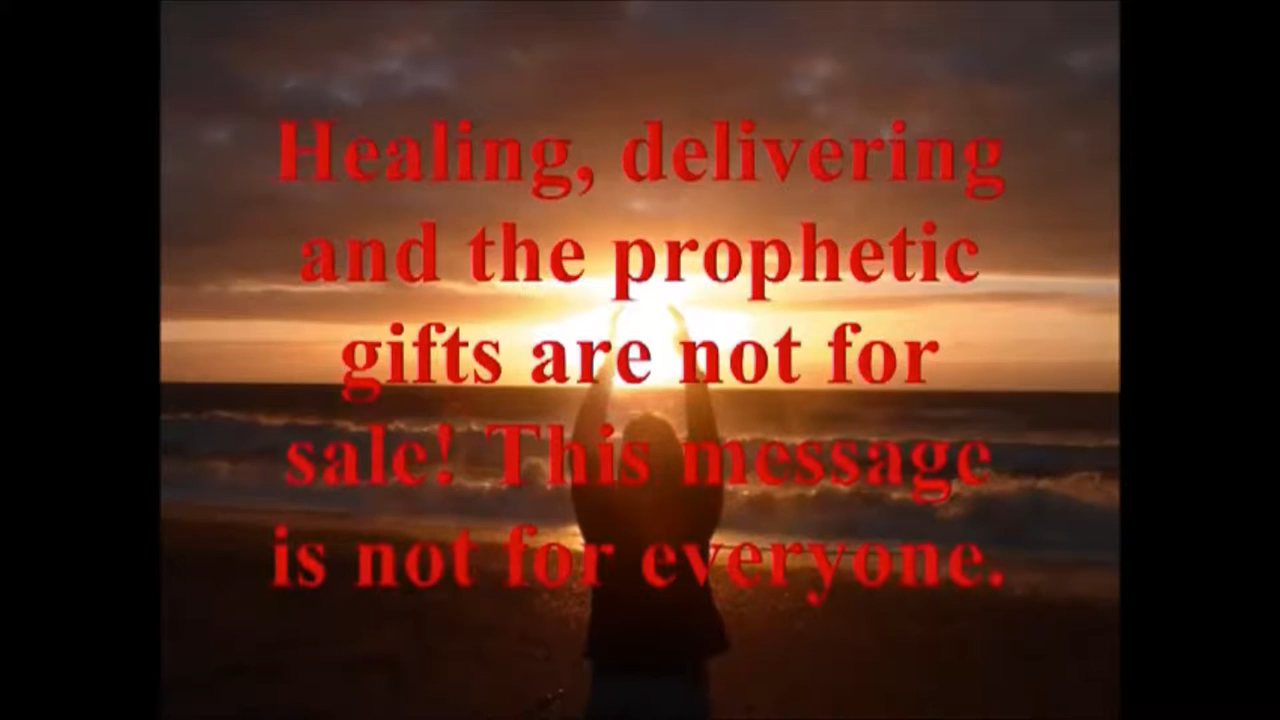 Healing, delivering
and the prophetic
gifts are not for
sale! This message
is not for everyone.